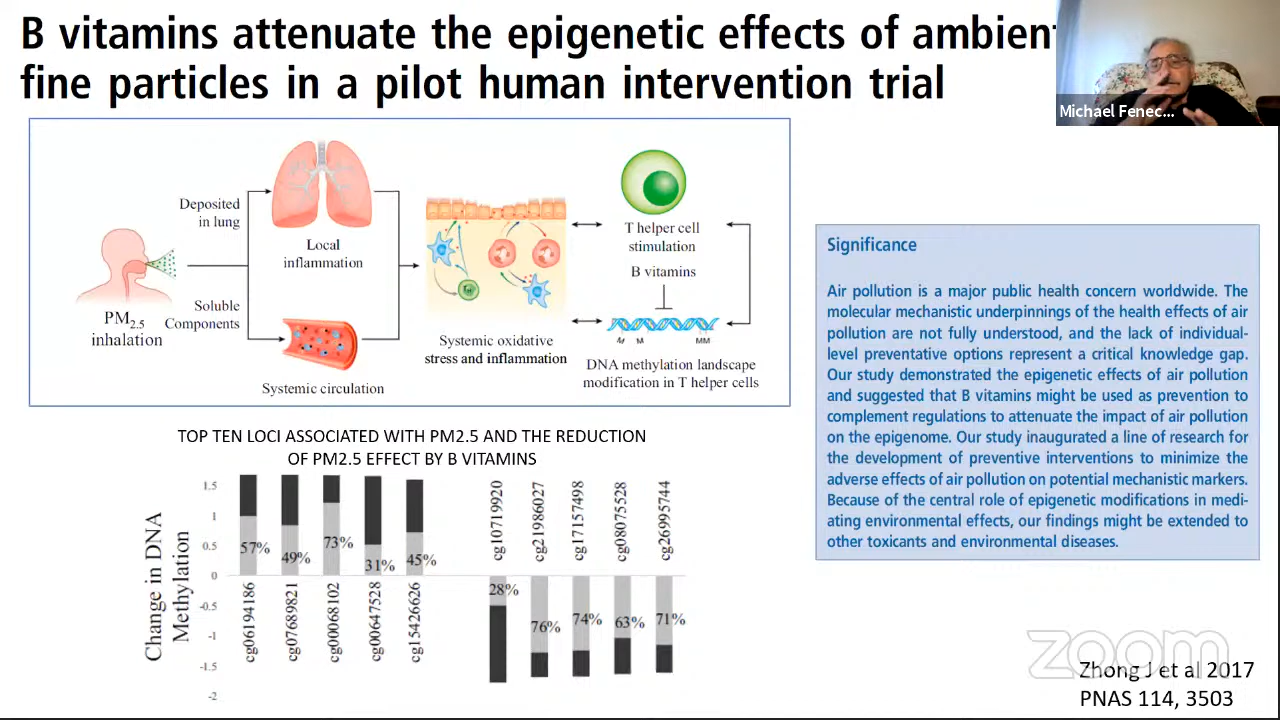 B vitamins attenuate the epigenetic effects of ambient
fine particles in a pilot human intervention trial
Michael Fenec...
Deposited
in lung
Local
inflammation
PM2.5
inhalation
Soluble
Components
Systemic circulation
Systemic oxidative
stress and inflammation
T helper cell
stimulation
B vitamins
M M MM
DNA methylation landscape
modification in T helper cells
Significance
Air pollution is a major public health concern worldwide. The
molecular mechanistic underpinnings of the health effects of air
pollution are not fully understood, and the lack of individual-
level preventative options represent a critical knowledge gap.
Our study demonstrated the epigenetic effects of air pollution
and suggested that B vitamins might be used as prevention to
complement regulations to attenuate the impact of air pollution
on the epigenome. Our study inaugurated a line of research for
the development of preventive interventions to minimize the
adverse effects of air pollution on potential mechanistic markers.
Because of the central role of epigenetic modifications in medi-
ating environmental effects, our findings might be extended to
other toxicants and environmental diseases.
TOP TEN LOCI ASSOCIATED WITH PM2.5 AND THE REDUCTION
OF PM2.5 EFFECT BY B VITAMINS
Change in DNA
Methylation
1.5
1
0.5
0
-0.5
-1
-1.5
-2
57%
49%
73%
31%
45%
28%
76%
74%
63%
71%
cg06194186
cg07689821
cg00068102
cg00647528
cg15426626
cg10719920
cg21986027
cg17157498
cg08075528
cg26995744
zoom
Zhong J et al 2017
PNAS 114, 3503